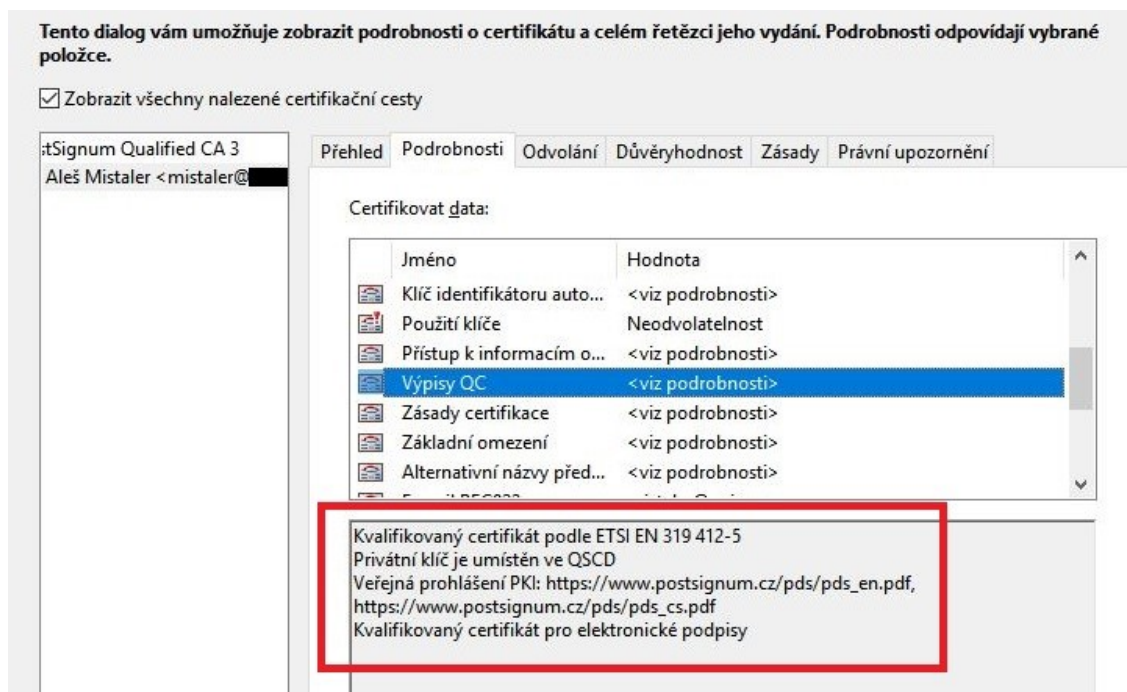 Tento dialog vám umožňuje zobrazit podrobnosti o certifikátu a celém řetězci jeho vydání. Podrobnosti odpovídají vybrané
položce.
Zobrazit všechny nalezené certifikační cesty
tSignum Qualified CA 3
Aleš Mistaler <mistaler@
Přehled Podrobnosti Odvolání Důvěryhodnost Zásady Právní upozornění
Certifikovat data:
Jméno Hodnota
Klíč identifikátoru auto... <viz podrobnosti>
Použití klíče Neodvolatelnost
Přístup k informacím o... <viz podrobnosti>
Výpisy QC <viz podrobnosti>
Zásady certifikace <viz podrobnosti>
Základní omezení <viz podrobnosti>
Alternativní názvy před... <viz podrobnosti>
Kvalifikovaný certifikát podle ETSI EN 319 412-5
Privátní klíč je umístěn ve QSCD
Veřejná prohlášení PKI: https://www.postsignum.cz/pds/pds_en.pdf,
https://www.postsignum.cz/pds/pds_cs.pdf
Kvalifikovaný certifikát pro elektronické podpisy